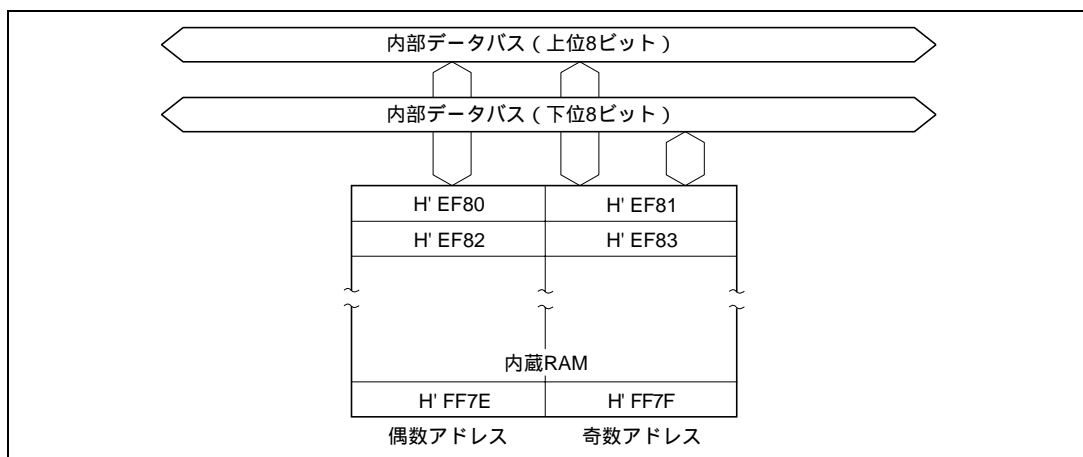 内部データバス（上位8ビット）
内部データバス（下位8ビット）
H' EF80 H' EF81
H' EF82 H' EF83
内蔵RAM
H' FF7E H' FF7F
偶数アドレス 奇数アドレス